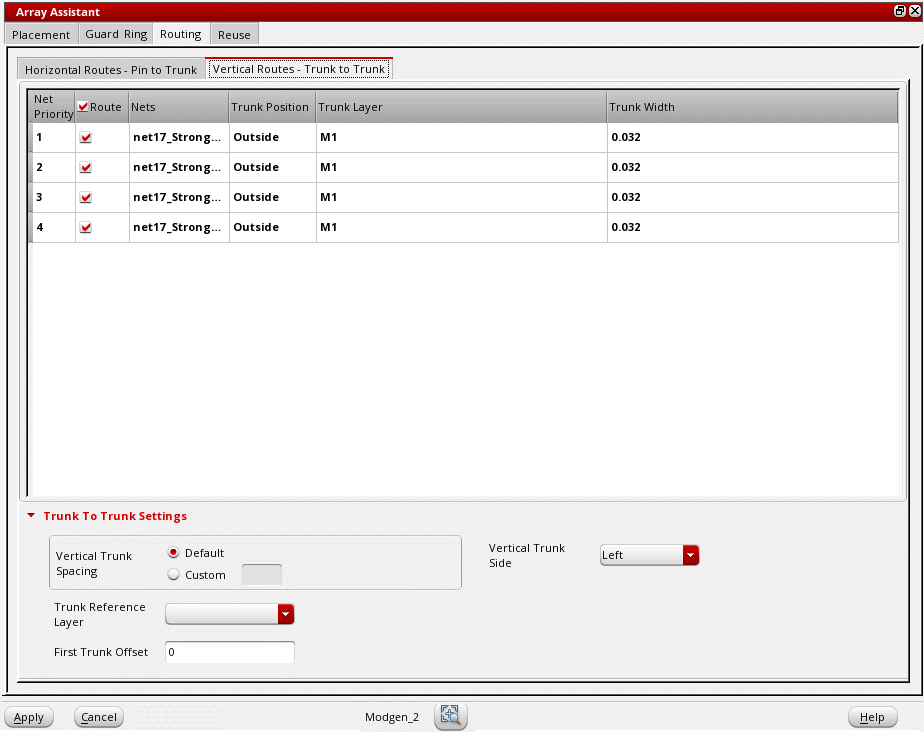 Array Assistant
Placement Guard Ring Routing Reuse
Horizontal Routes - Pin to Trunk Vertical Routes - Trunk to Trunk
Net Priority Route Nets Trunk Position Trunk Layer Trunk Width
1 net17_Strong... Outside M1 0.032
2 net17_Strong... Outside M1 0.032
3 net17_Strong... Outside M1 0.032
4 net17_Strong... Outside M1 0.032
Trunk To Trunk Settings
Vertical Trunk Spacing
Default
Custom
Vertical Trunk Side
Left
Trunk Reference Layer
First Trunk Offset 0
Apply Cancel Modgen_2 Help